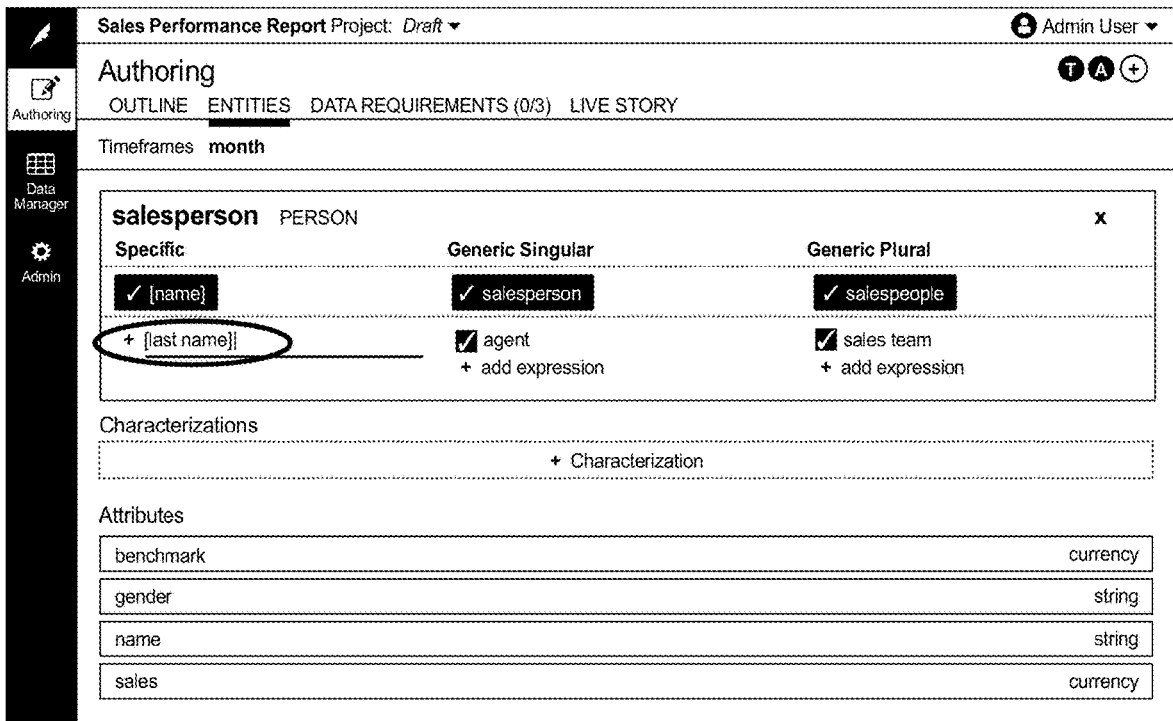 Sales Performance Report Project: Draft
Admin User
Authoring
T A +
OUTLINE ENTITIES DATA REQUIREMENTS (0/3) LIVE STORY
Timeframes month
Authoring
Data
Manager
Admin
salesperson PERSON x
Specific Generic Singular Generic Plural
✓ [name} ✓ salesperson ✓ salespeople
+ {last name}| ✓ agent ✓ sales team
+ add expression + add expression
Characterizations
+ Characterization
Attributes
benchmark currency
gender string
name string
sales currency